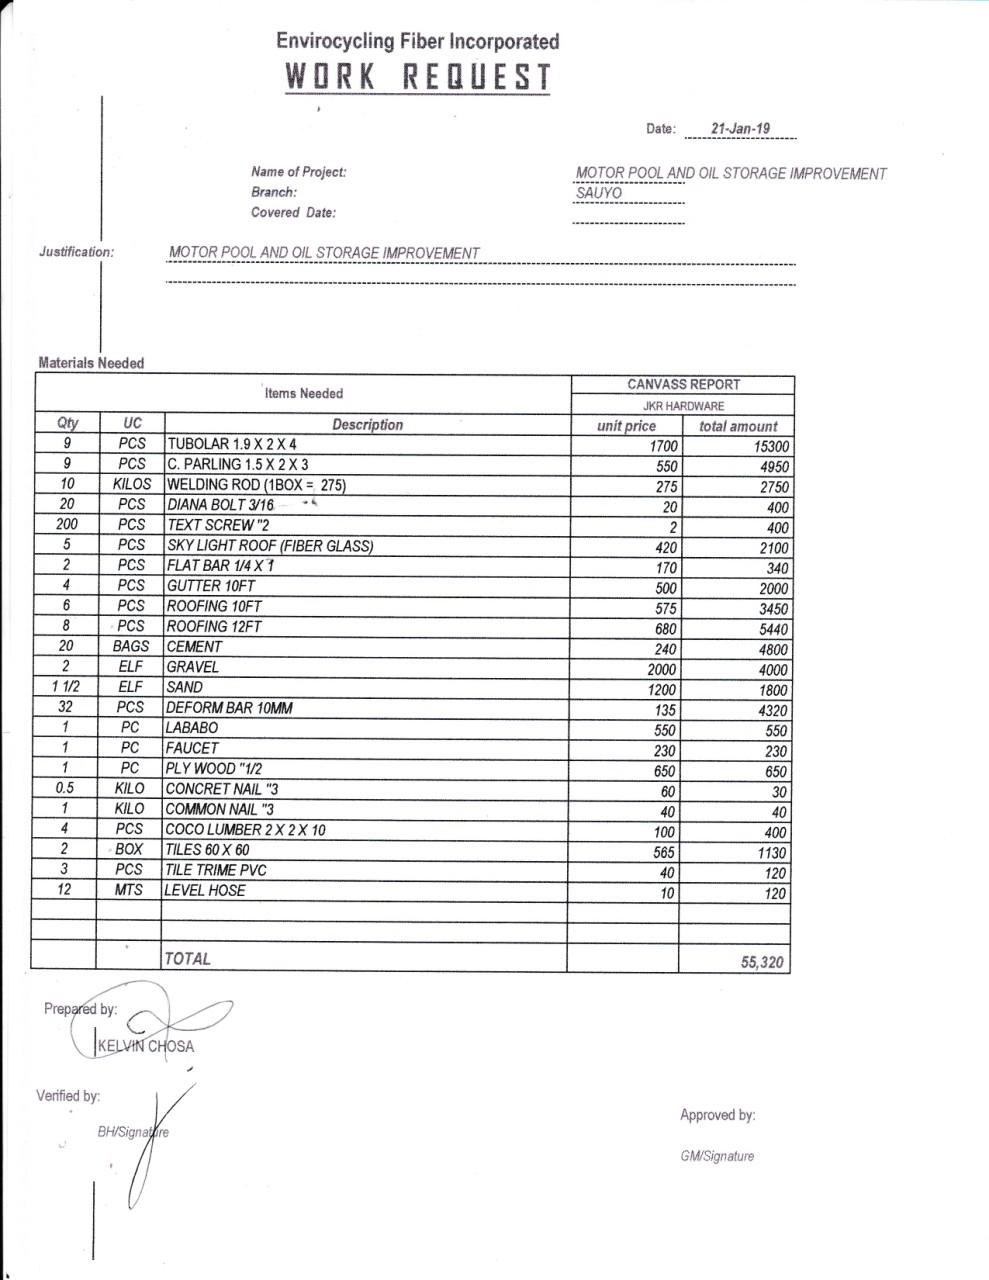 Envirocycling Fiber Incorporated
WORK REQUEST
Date: 21-Jan-19
Name of Project: MOTOR POOL AND OIL STORAGE IMPROVEMENT
Branch: SAUYO
Covered Date:
Justification: MOTOR POOL AND OIL STORAGE IMPROVEMENT
Materials Needed
Items Needed CANVASS REPORT
JKR HARDWARE
Qty UC Description unit price total amount
9 PCS TUBOLAR 1.9 X 2 X 4 1700 15300
9 PCS C. PARLING 1.5 X 2 X 3 550 4950
10 KILOS WELDING ROD (1BOX = 275) 275 2750
20 PCS DIANA BOLT 3/16 20 400
200 PCS TEXT SCREW "2 2 400
5 PCS SKY LIGHT ROOF (FIBER GLASS) 420 2100
2 PCS FLAT BAR 1/4 X 1 170 340
4 PCS GUTTER 10FT 500 2000
6 PCS ROOFING 10FT 575 3450
8 PCS ROOFING 12FT 680 5440
20 BAGS CEMENT 240 4800
2 ELF GRAVEL 2000 4000
1 1/2 ELF SAND 1200 1800
32 PCS DEFORM BAR 10MM 135 4320
1 PC LABABO 550 550
1 PC FAUCET 230 230
1 PC PLY WOOD "1/2 650 650
0.5 KILO CONCRET NAIL "3 60 30
1 KILO COMMON NAIL "3 40 40
4 PCS COCO LUMBER 2 X 2 X 10 100 400
2 BOX TILES 60 X 60 565 1130
3 PCS TILE TRIME PVC 40 120
12 MTS LEVEL HOSE 10 120
TOTAL 55,320
Prepared by:
KELVIN CHOSA
Verified by:
Approved by:
BH/Signature
GM/Signature